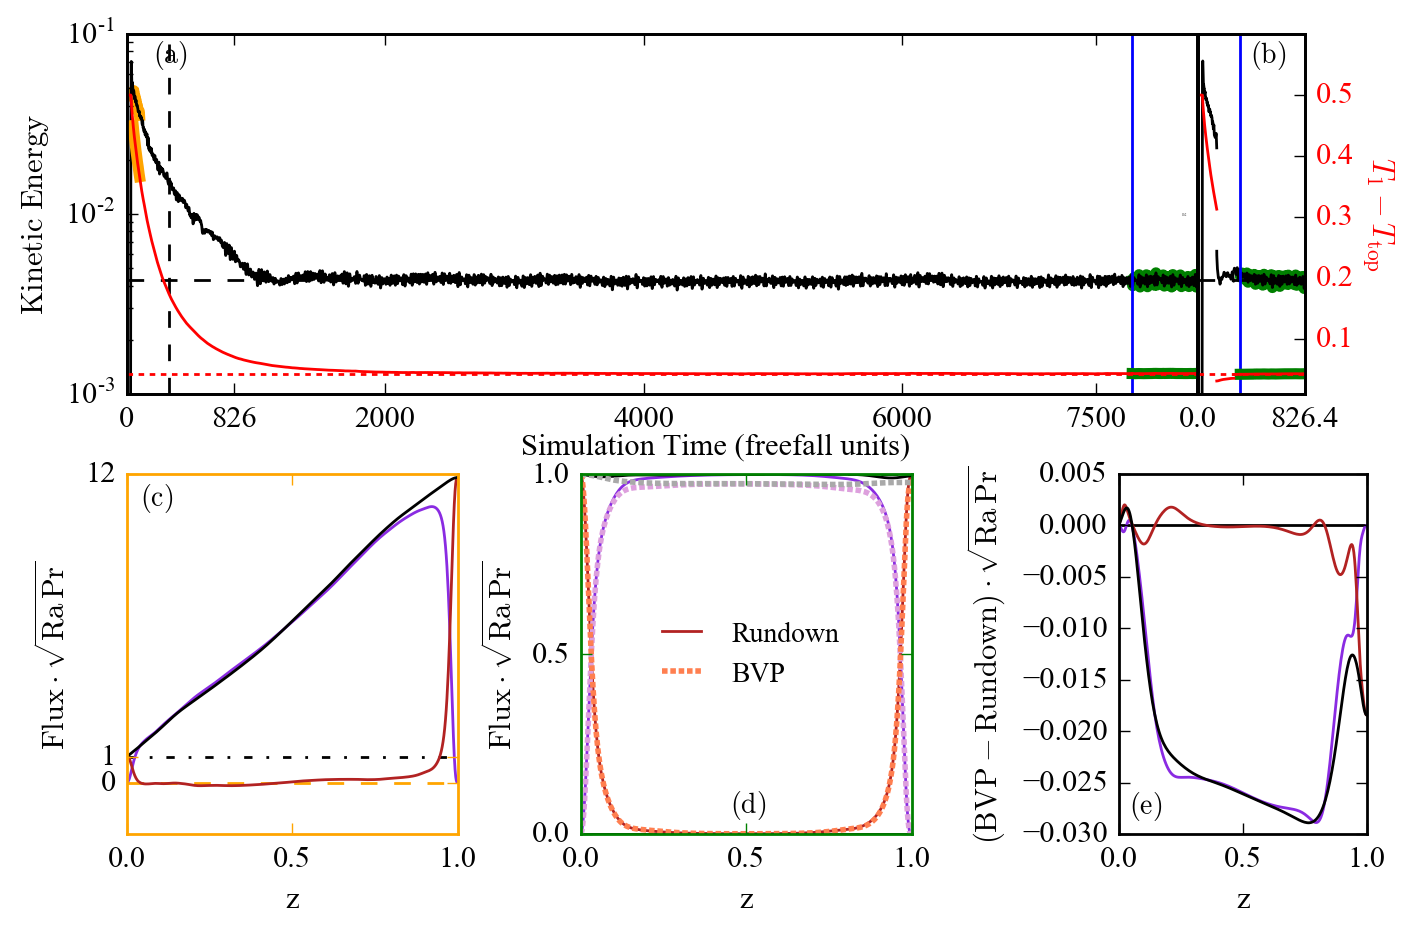 10^-1
(a)
(b)
0.5
0.4
10^-2
0.3
0.2
0.1
10^-3
Kinetic Energy
T_1 − T_top
0 826 2000 4000 6000 7500 0.0 826.4
Simulation Time (freefall units)
12
1
0
Flux · √Ra Pr
(c)
0.0 0.5 1.0
z
1.0
0.5
0.0
Flux · √Ra Pr
Rundown
BVP
(d)
0.0 0.5 1.0
z
0.005
0.000
−0.005
−0.010
−0.015
−0.020
−0.025
−0.030
(BVP − Rundown) · √Ra Pr
(e)
0.0 0.5 1.0
z